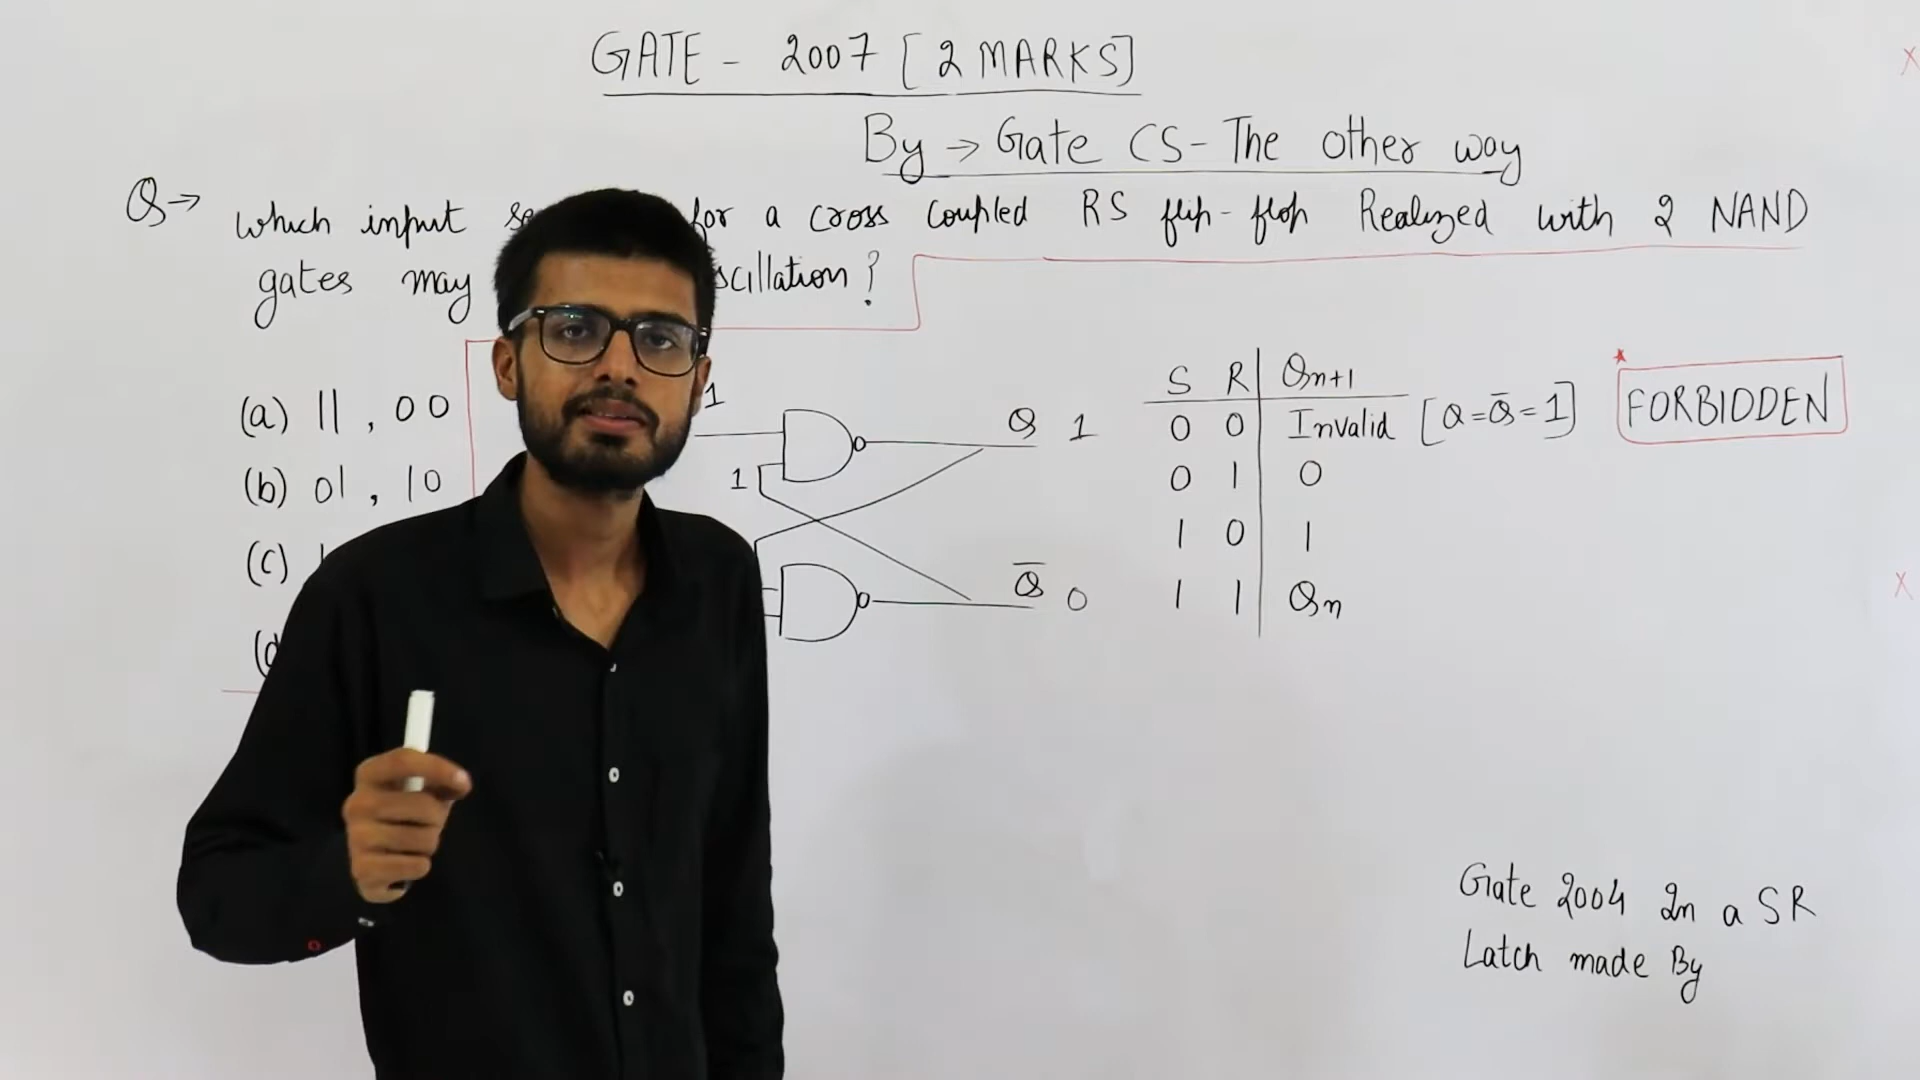 GATE - 2007 [2 MARKS]
By → Gate CS - The other way
Q→ which input for a cross coupled RS flip-flop Realized with 2 NAND
gates may scillation?
(a) 11, 00
(b) 01, 10
(c)
(d
1
1
Q 1
Q̅ 0
S R Qn+1
0 0 Invalid [Q=Q̅=1]
0 1 0
1 0 1
1 1 Qn
* FORBIDDEN
Gate 2004 In a SR
Latch made By
X
X